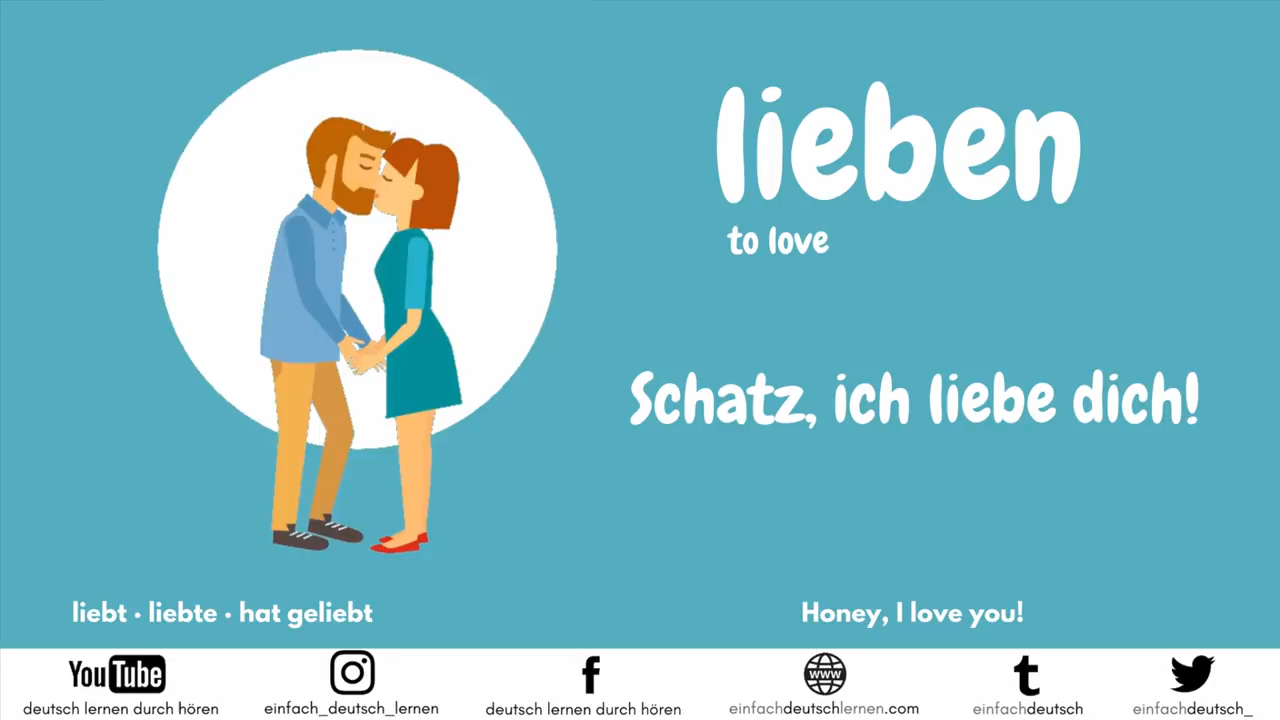 lieben
to love
Schatz, ich liebe dich!
liebt • liebte • hat geliebt
Honey, I love you!
YouTube
deutsch lernen durch hören
einfach_deutsch_lernen
f
deutsch lernen durch hören
www
einfachdeutschlernen.com
t
einfachdeutsch
einfachdeutsch_